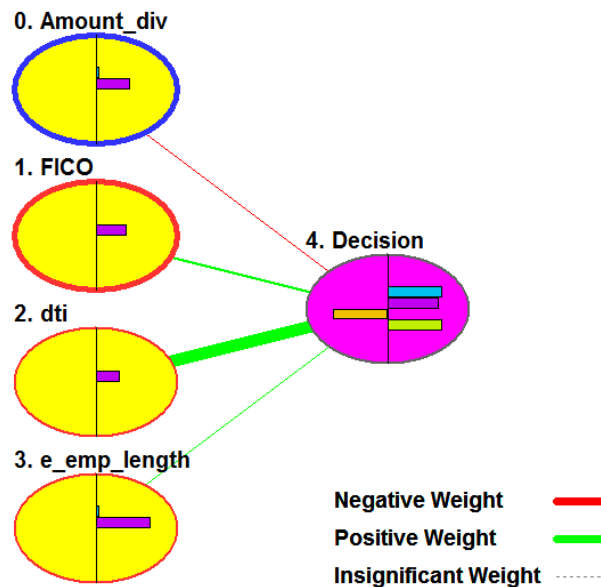 0. Amount_div
1. FICO
4. Decision
2. dti
3. e_emp_length
Negative Weight
Positive Weight
Insignificant Weight